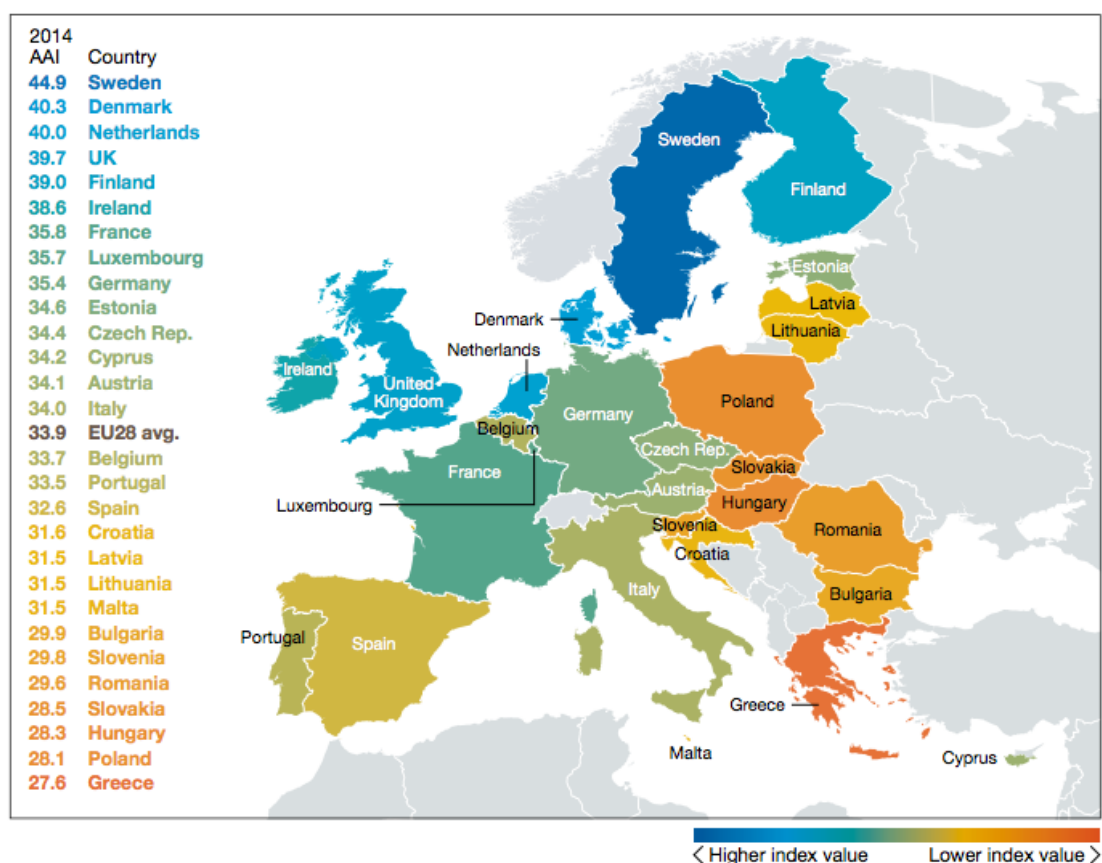 2014
AAI Country
44.9 Sweden
40.3 Denmark
40.0 Netherlands
39.7 UK
39.0 Finland
38.6 Ireland
35.8 France
35.7 Luxembourg
35.4 Germany
34.6 Estonia
34.4 Czech Rep.
34.2 Cyprus
34.1 Austria
34.0 Italy
33.9 EU28 avg.
33.7 Belgium
33.5 Portugal
32.6 Spain
31.6 Croatia
31.5 Latvia
31.5 Lithuania
31.5 Malta
29.9 Bulgaria
29.8 Slovenia
29.6 Romania
28.5 Slovakia
28.3 Hungary
28.1 Poland
27.6 Greece
Sweden
Finland
Estonia
Latvia
Lithuania
Denmark
Netherlands
Ireland
United
Kingdom
Belgium
Germany
Poland
Czech Rep.
France
Slovakia
Luxembourg
Austria
Hungary
Slovenia
Romania
Croatia
Italy
Bulgaria
Portugal
Spain
Greece
Malta
Cyprus
< Higher index value
Lower index value >